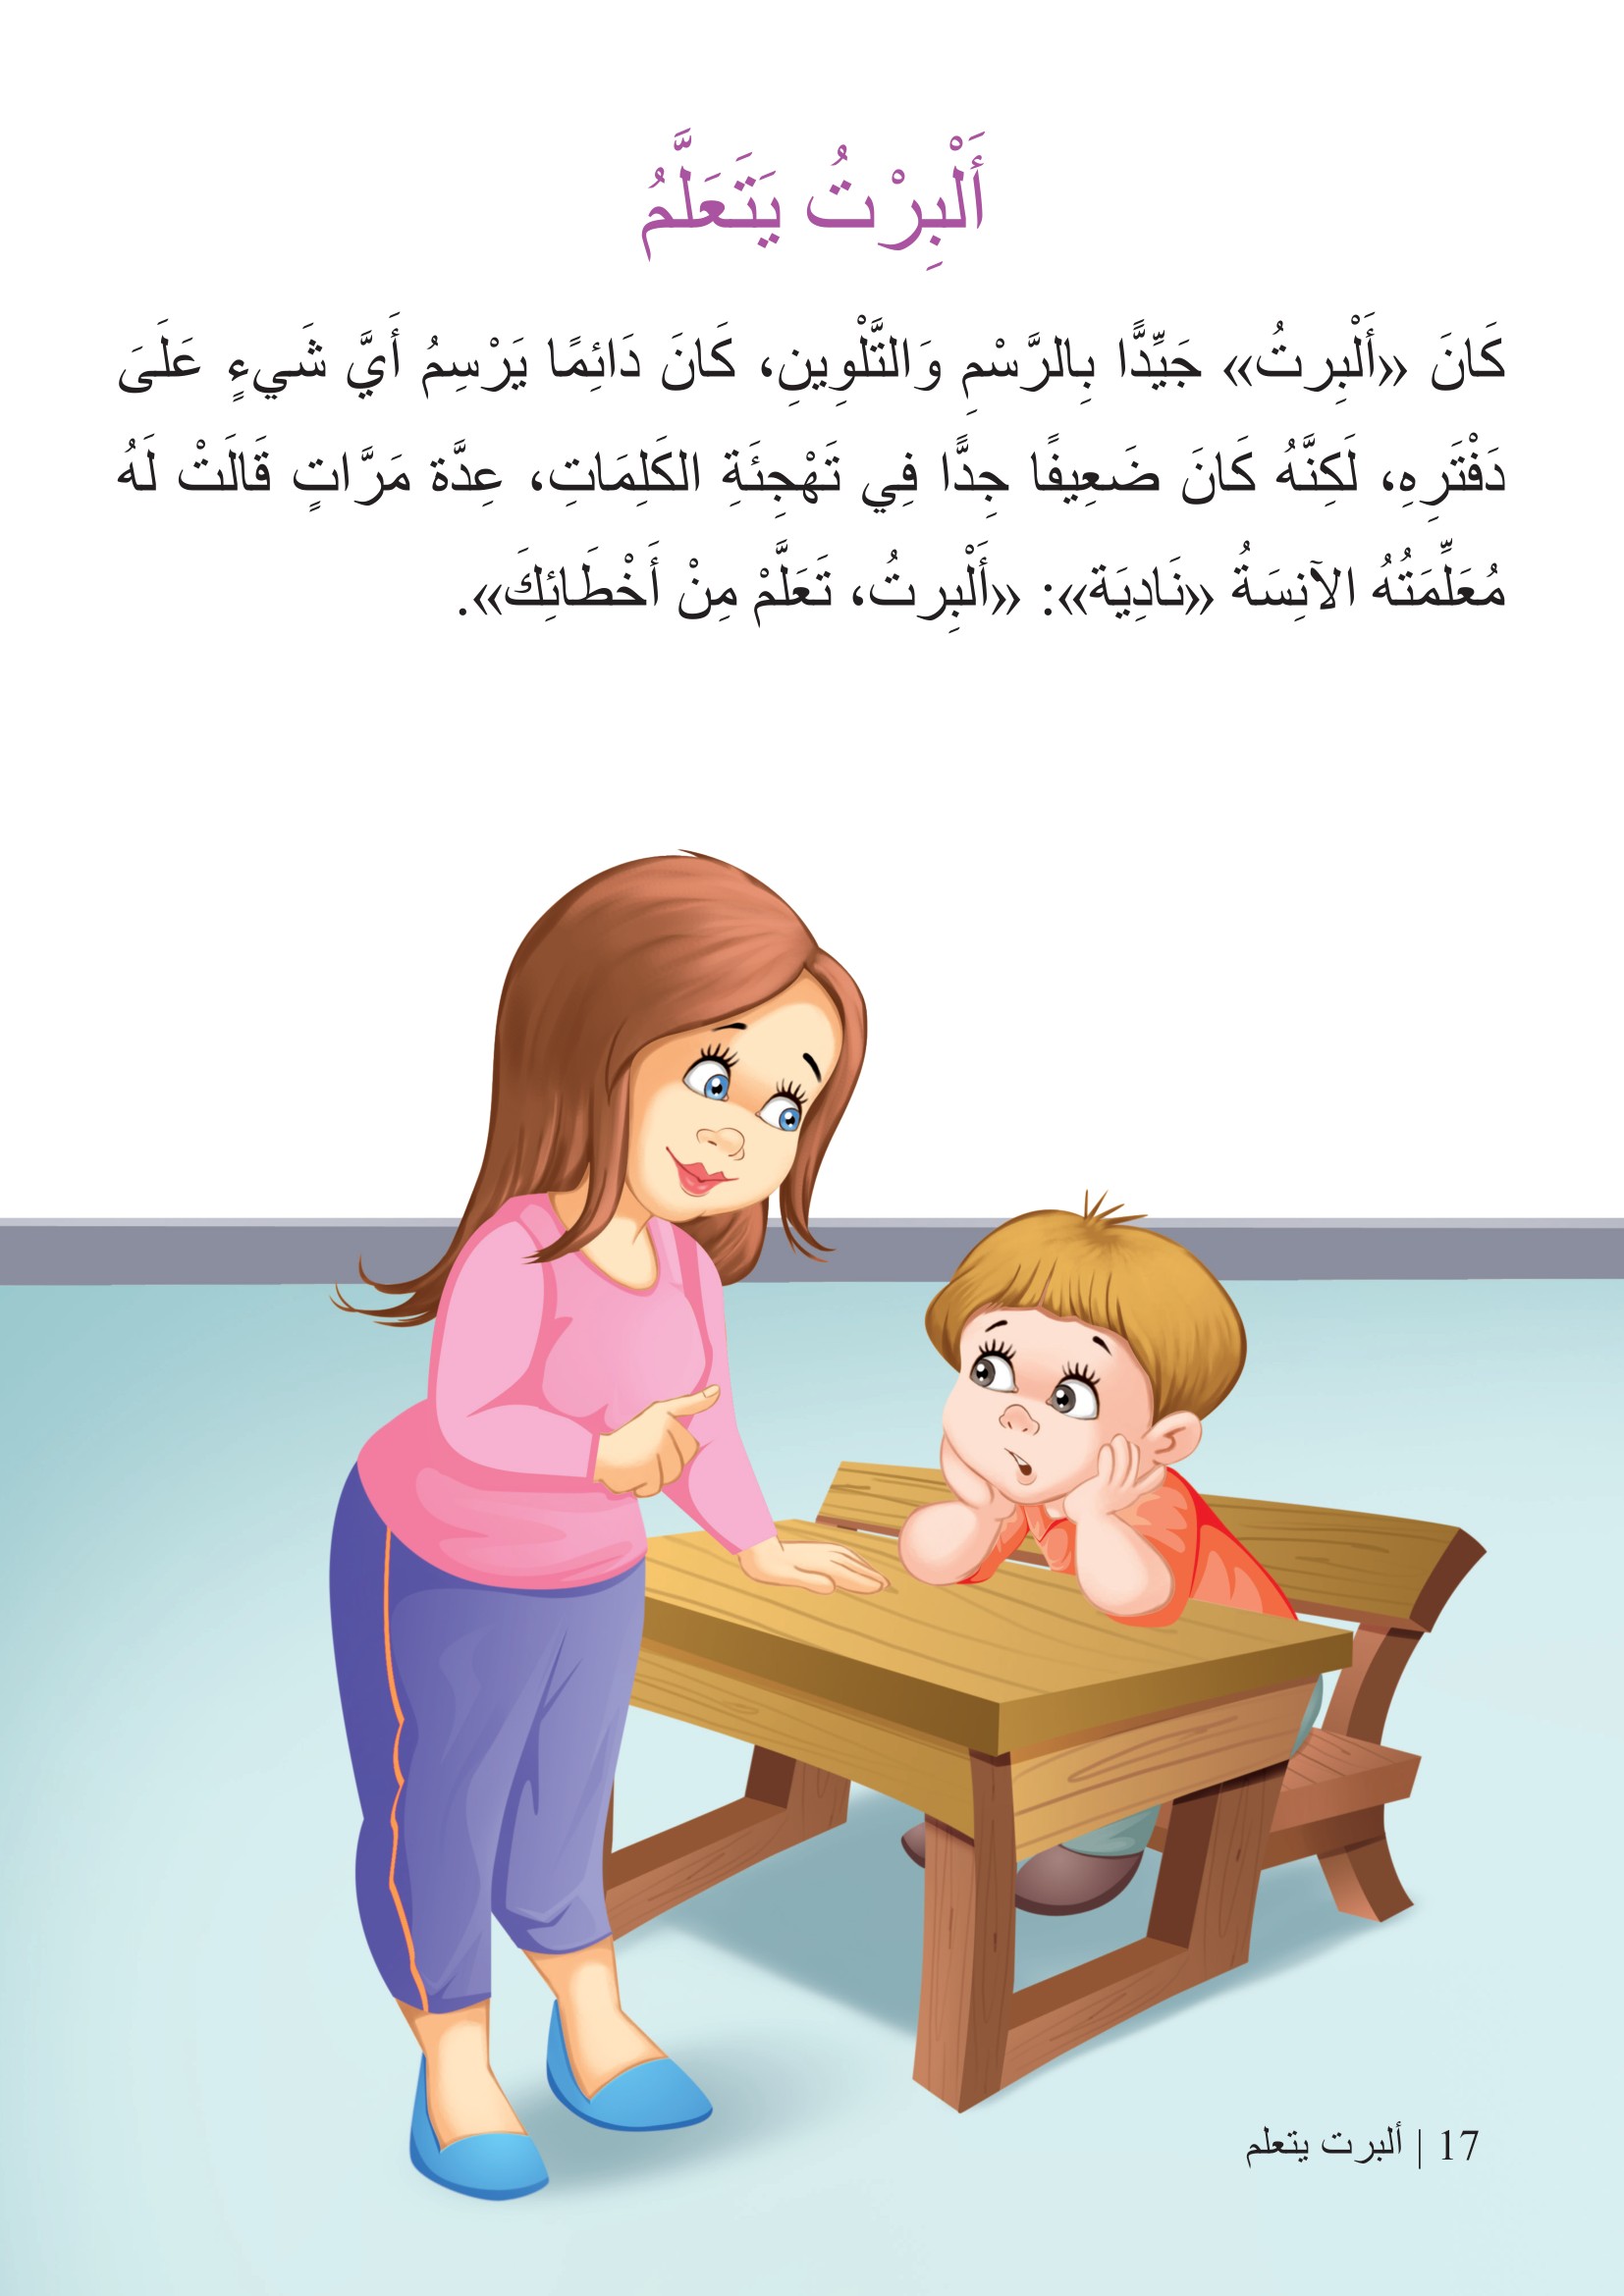 أَلْبِرْتُ يَتَعَلَّمُ
كَانَ «أَلْبِرتُ» جَيِّدًّا بِالرَّسْمِ وَالتَّلْوِينِ، كَانَ دَائِمًا يَرْسِمُ أَيَّ شَيءٍ عَلَىَ
دَفْتَرِهِ، لَكِنَّهُ كَانَ ضَعِيفًا جِدًّا فِي تَهْجِئَةِ الكَلِمَاتِ، عِدَّة مَرَّاتٍ قَالَتْ لَهُ
مُعَلِّمَتُهُ الآنِسَةُ «نَادِيَة»: «أَلْبِرتُ، تَعَلَّمْ مِنْ أَخْطَائِكَ».
17 | ألبرت يتعلم